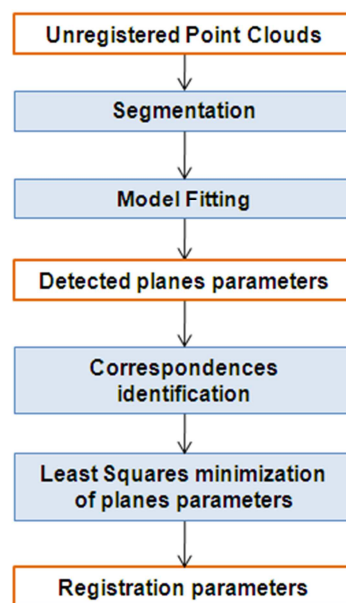 Unregistered Point Clouds
Segmentation
Model Fitting
Detected planes parameters
Correspondences
identification
Least Squares minimization
of planes parameters
Registration parameters